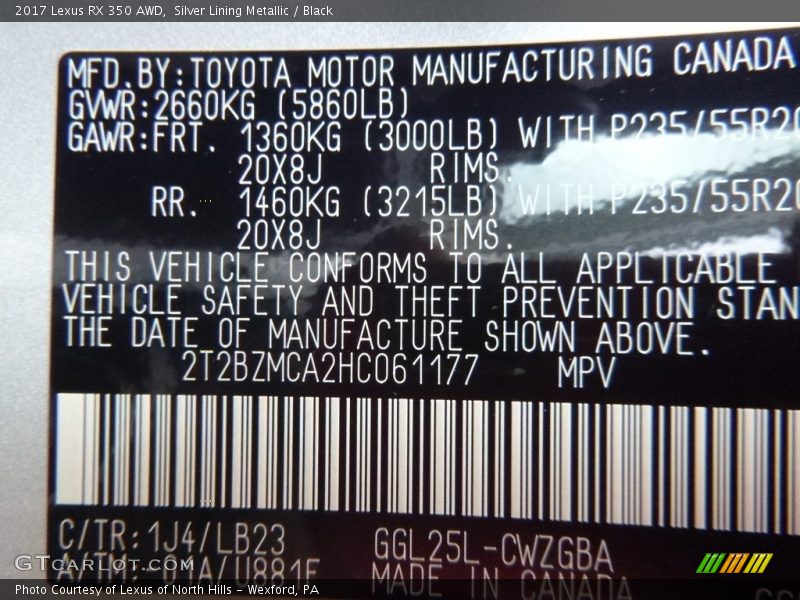 2017 Lexus RX 350 AWD, Silver Lining Metallic / Black
MFD.BY:TOYOTA MOTOR MANUFACTURING CANADA
GVWR:2660KG (5860LB)
GAWR:FRT. 1360KG (3000LB) WITH P235/55R20
20X8J RIMS.
RR. 1460KG (3215LB) WITH P235/55R20
20X8J RIMS.
THIS VEHICLE CONFORMS TO ALL APPLICABLE
VEHICLE SAFETY AND THEFT PREVENTION STAN
THE DATE OF MANUFACTURE SHOWN ABOVE.
2T2BZMCA2HC061177 MPV
C/TR:1J4/LB23 GGL25L-CWZGBA
A/TM: 01A/U881F MADE IN CANADA
GTcarlot.com
Photo Courtesy of Lexus of North Hills – Wexford, PA